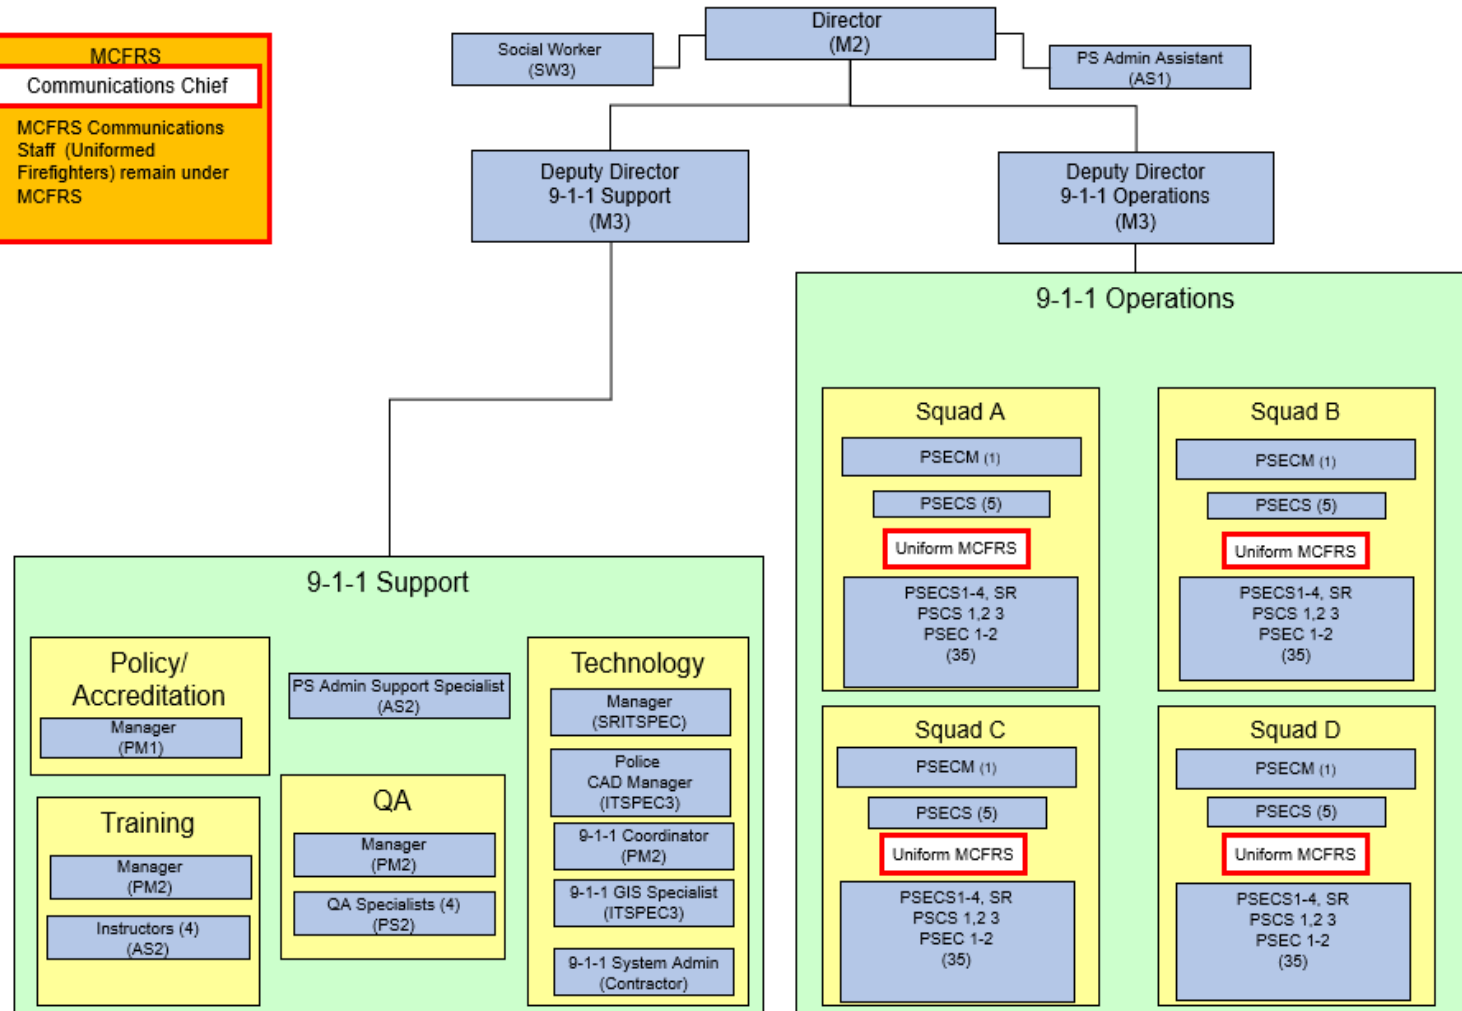 Director
(M2)
Social Worker
(SW3)
PS Admin Assistant
(AS1)
MCFRS
Communications Chief
MCFRS Communications
Staff (Uniformed
Firefighters) remain under
MCFRS
Deputy Director
9-1-1 Support
(M3)
Deputy Director
9-1-1 Operations
(M3)
9-1-1 Support
Policy/
Accreditation
Manager
(PM1)
PS Admin Support Specialist
(AS2)
Training
Manager
(PM2)
Instructors (4)
(AS2)
QA
Manager
(PM2)
QA Specialists (4)
(PS2)
Technology
Manager
(SRITSPEC)
Police
CAD Manager
(ITSPEC3)
9-1-1 Coordinator
(PM2)
9-1-1 GIS Specialist
(ITSPEC3)
9-1-1 System Admin
(Contractor)
9-1-1 Operations
Squad A
PSECM (1)
PSECS (5)
Uniform MCFRS
PSECS1-4, SR
PSCS 1,2 3
PSEC 1-2
(35)
Squad B
PSECM (1)
PSECS (5)
Uniform MCFRS
PSECS1-4, SR
PSCS 1,2 3
PSEC 1-2
(35)
Squad C
PSECM (1)
PSECS (5)
Uniform MCFRS
PSECS1-4, SR
PSCS 1,2 3
PSEC 1-2
(35)
Squad D
PSECM (1)
PSECS (5)
Uniform MCFRS
PSECS1-4, SR
PSCS 1,2 3
PSEC 1-2
(35)